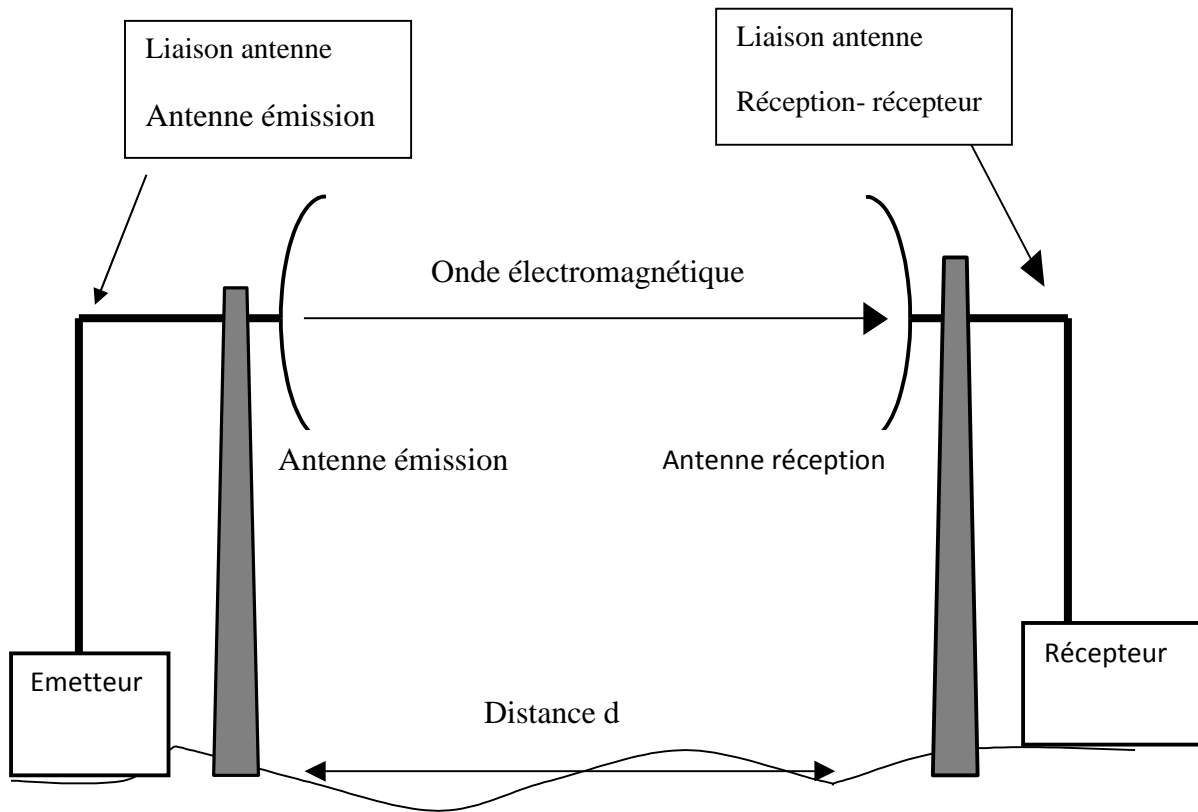 Liaison antenne
Antenne émission
Liaison antenne
Réception- récepteur
Onde électromagnétique
Antenne émission
Antenne réception
Emetteur
Récepteur
Distance d